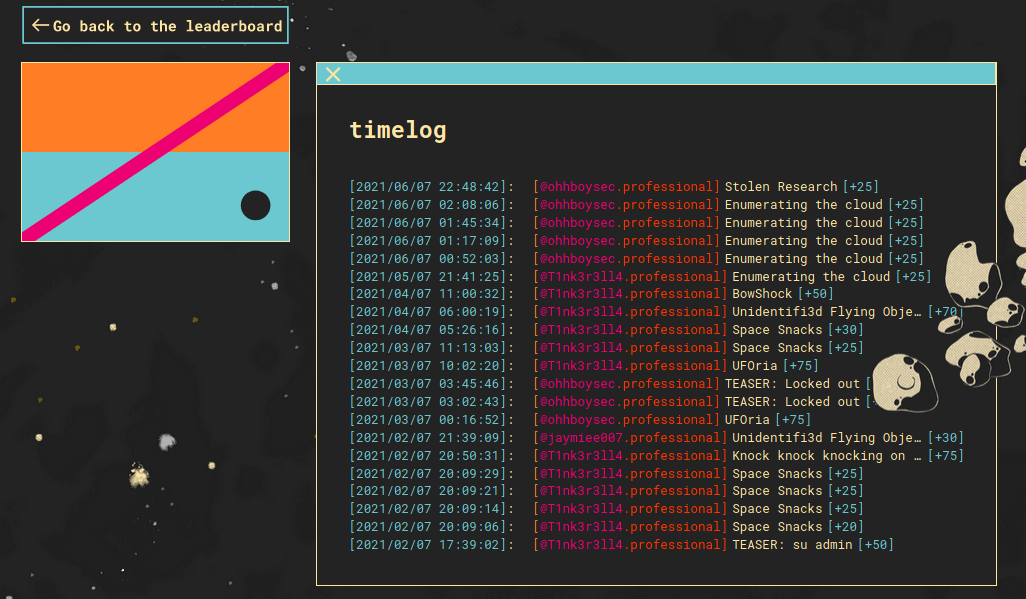 ←Go back to the leaderboard
timelog
[2021/06/07 22:48:42]: [@ohhboysec.professional] Stolen Research [+25]
[2021/06/07 02:08:06]: [@ohhboysec.professional] Enumerating the cloud [+25]
[2021/06/07 01:45:34]: [@ohhboysec.professional] Enumerating the cloud [+25]
[2021/06/07 01:17:09]: [@ohhboysec.professional] Enumerating the cloud [+25]
[2021/06/07 00:52:03]: [@ohhboysec.professional] Enumerating the cloud [+25]
[2021/05/07 21:41:25]: [@T1nk3r3ll4.professional] Enumerating the cloud [+25]
[2021/04/07 11:00:32]: [@T1nk3r3ll4.professional] BowShock [+50]
[2021/04/07 06:00:19]: [@T1nk3r3ll4.professional] Unidentifi3d Flying Obje… [+70
[2021/04/07 05:26:16]: [@T1nk3r3ll4.professional] Space Snacks [+30]
[2021/03/07 11:13:03]: [@T1nk3r3ll4.professional] Space Snacks [+25]
[2021/03/07 10:02:20]: [@T1nk3r3ll4.professional] UFOria [+75]
[2021/03/07 03:45:46]: [@ohhboysec.professional] TEASER: Locked out [
[2021/03/07 03:02:43]: [@ohhboysec.professional] TEASER: Locked out [
[2021/03/07 00:16:52]: [@ohhboysec.professional] UFOria [+75]
[2021/02/07 21:39:09]: [@jaymiee007.professional] Unidentifi3d Flying Obje… [+30]
[2021/02/07 20:50:31]: [@T1nk3r3ll4.professional] Knock knock knocking on … [+75]
[2021/02/07 20:09:29]: [@T1nk3r3ll4.professional] Space Snacks [+25]
[2021/02/07 20:09:21]: [@T1nk3r3ll4.professional] Space Snacks [+25]
[2021/02/07 20:09:14]: [@T1nk3r3ll4.professional] Space Snacks [+25]
[2021/02/07 20:09:06]: [@T1nk3r3ll4.professional] Space Snacks [+20]
[2021/02/07 17:39:02]: [@T1nk3r3ll4.professional] TEASER: su admin [+50]